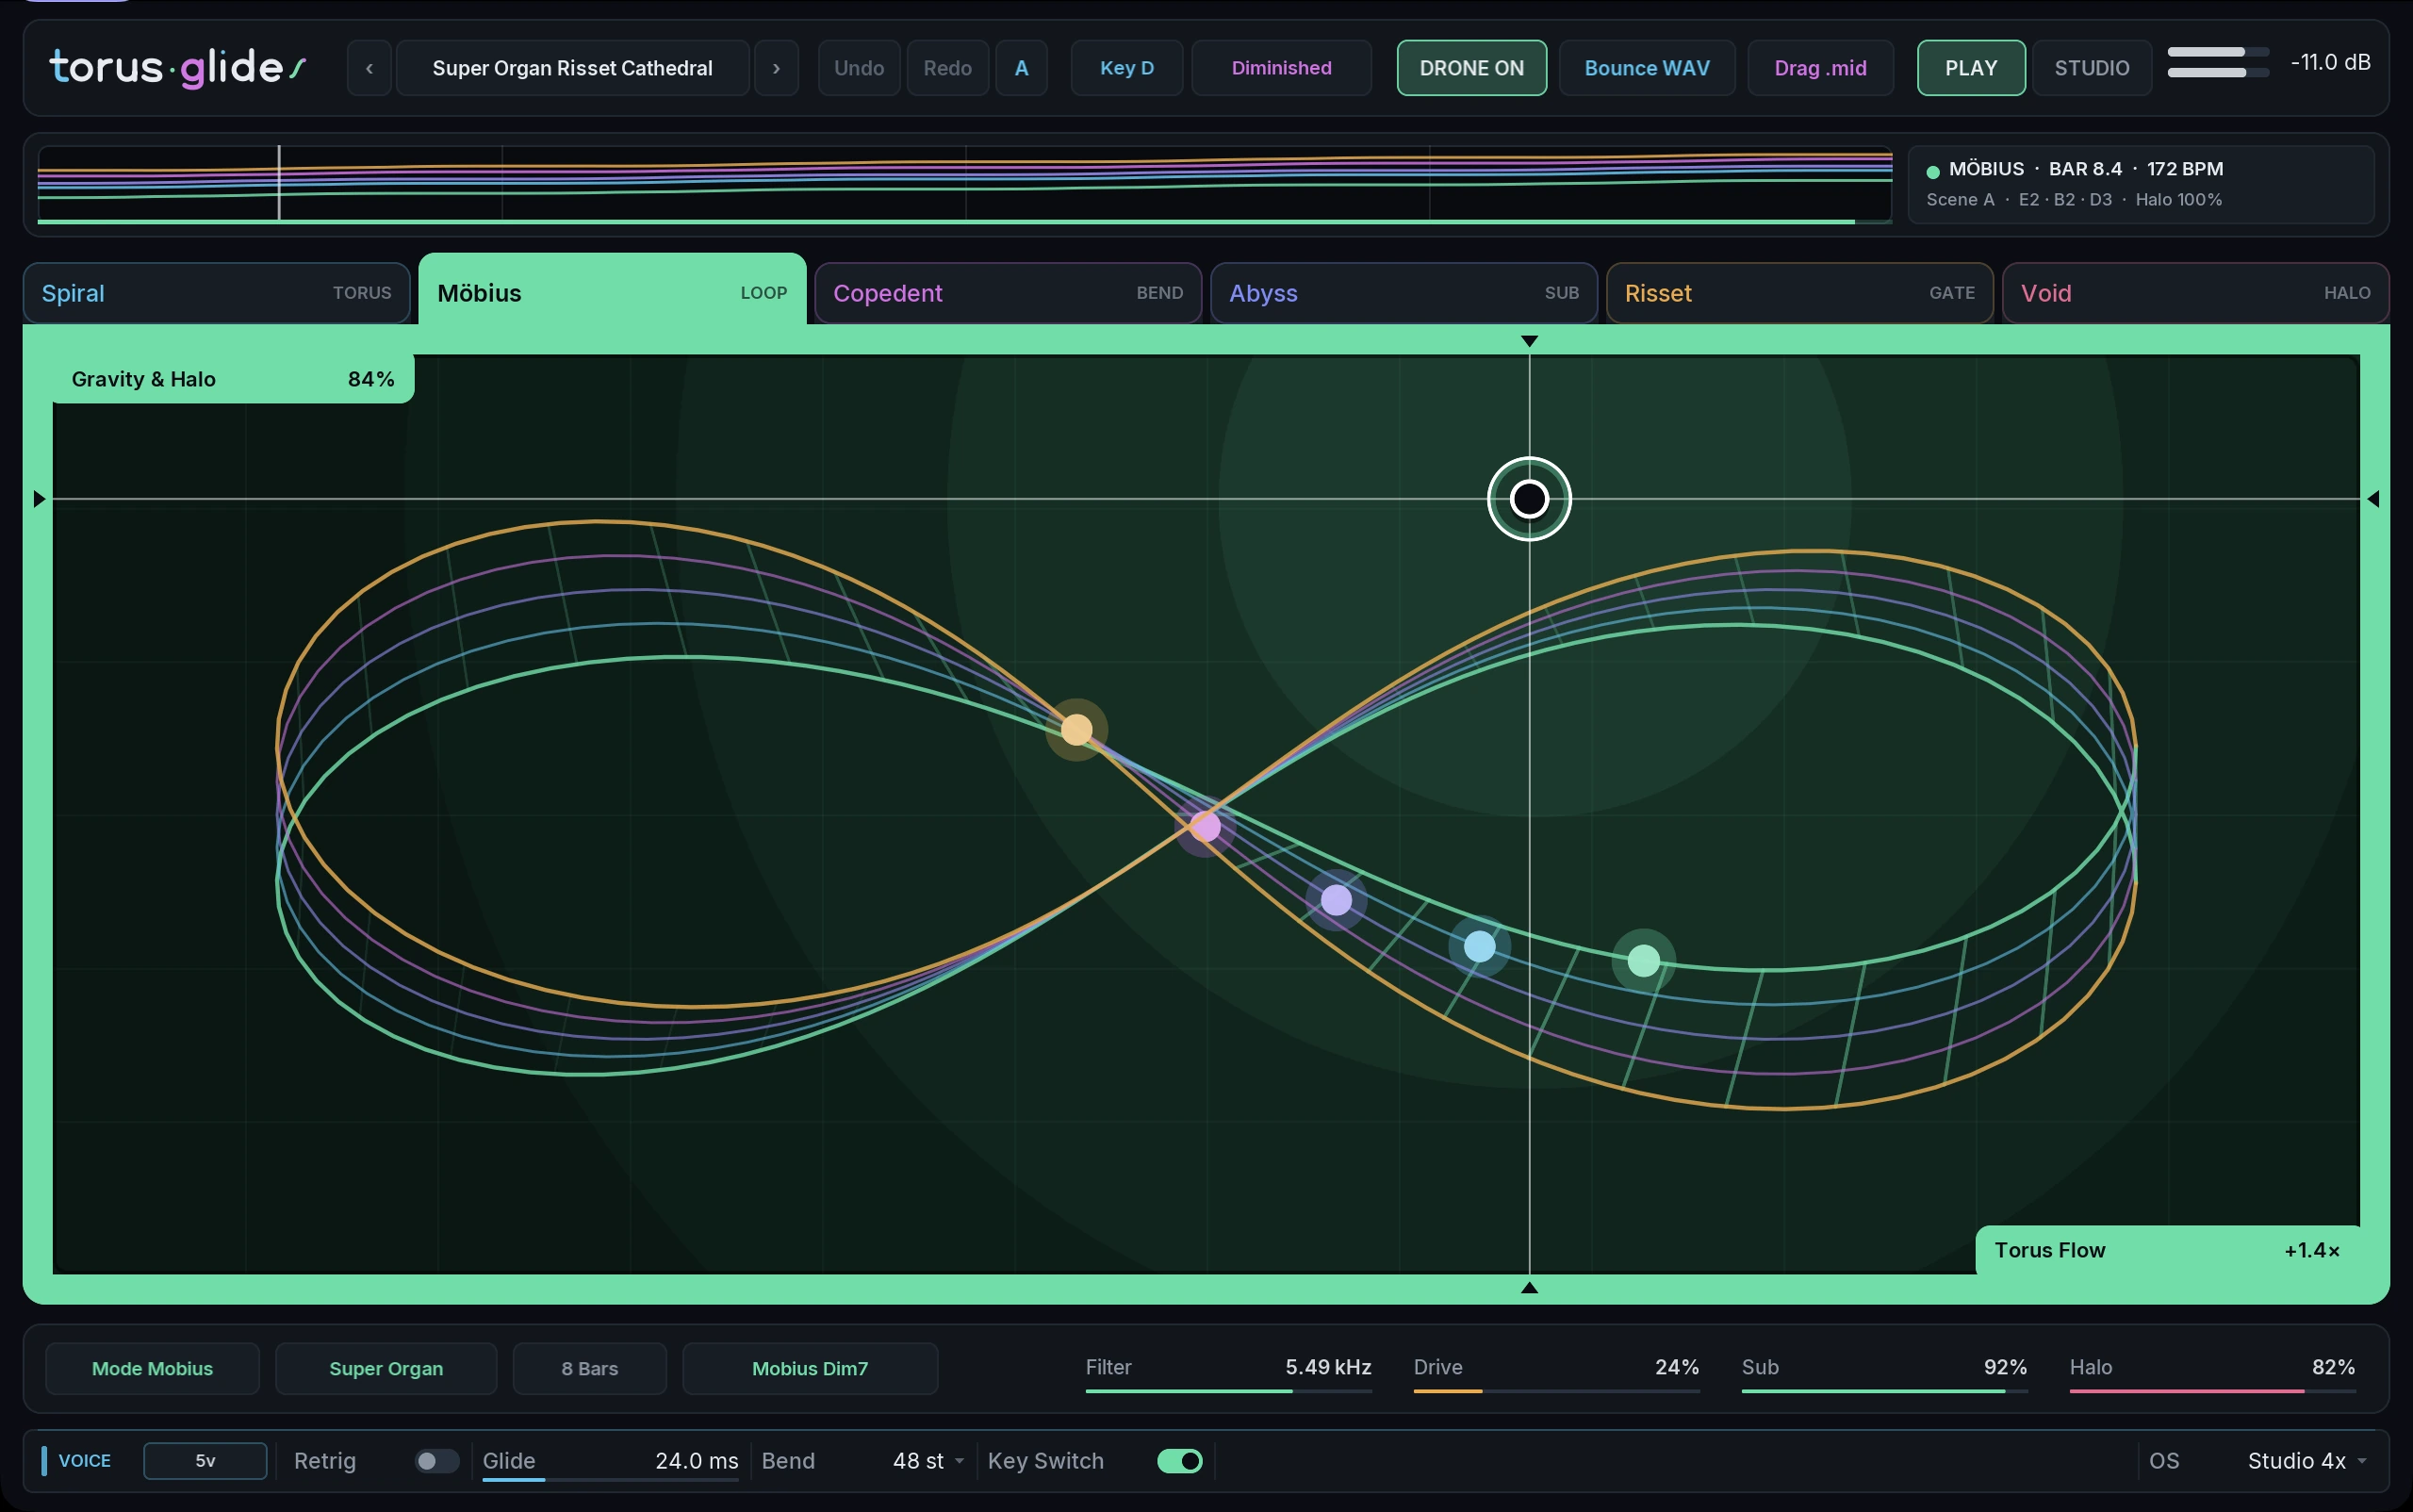 torus·glide
‹ Super Organ Risset Cathedral › Undo Redo A Key D Diminished DRONE ON Bounce WAV Drag .mid PLAY STUDIO -11.0 dB
MÖBIUS · BAR 8.4 · 172 BPM
Scene A · E2 · B2 · D3 · Halo 100%
Spiral TORUS Möbius LOOP Copedent BEND Abyss SUB Risset GATE Void HALO
Gravity & Halo 84%
Torus Flow +1.4×
Mode Mobius Super Organ 8 Bars Mobius Dim7 Filter 5.49 kHz Drive 24% Sub 92% Halo 82%
VOICE 5v Retrig Glide 24.0 ms Bend 48 st Key Switch OS Studio 4x